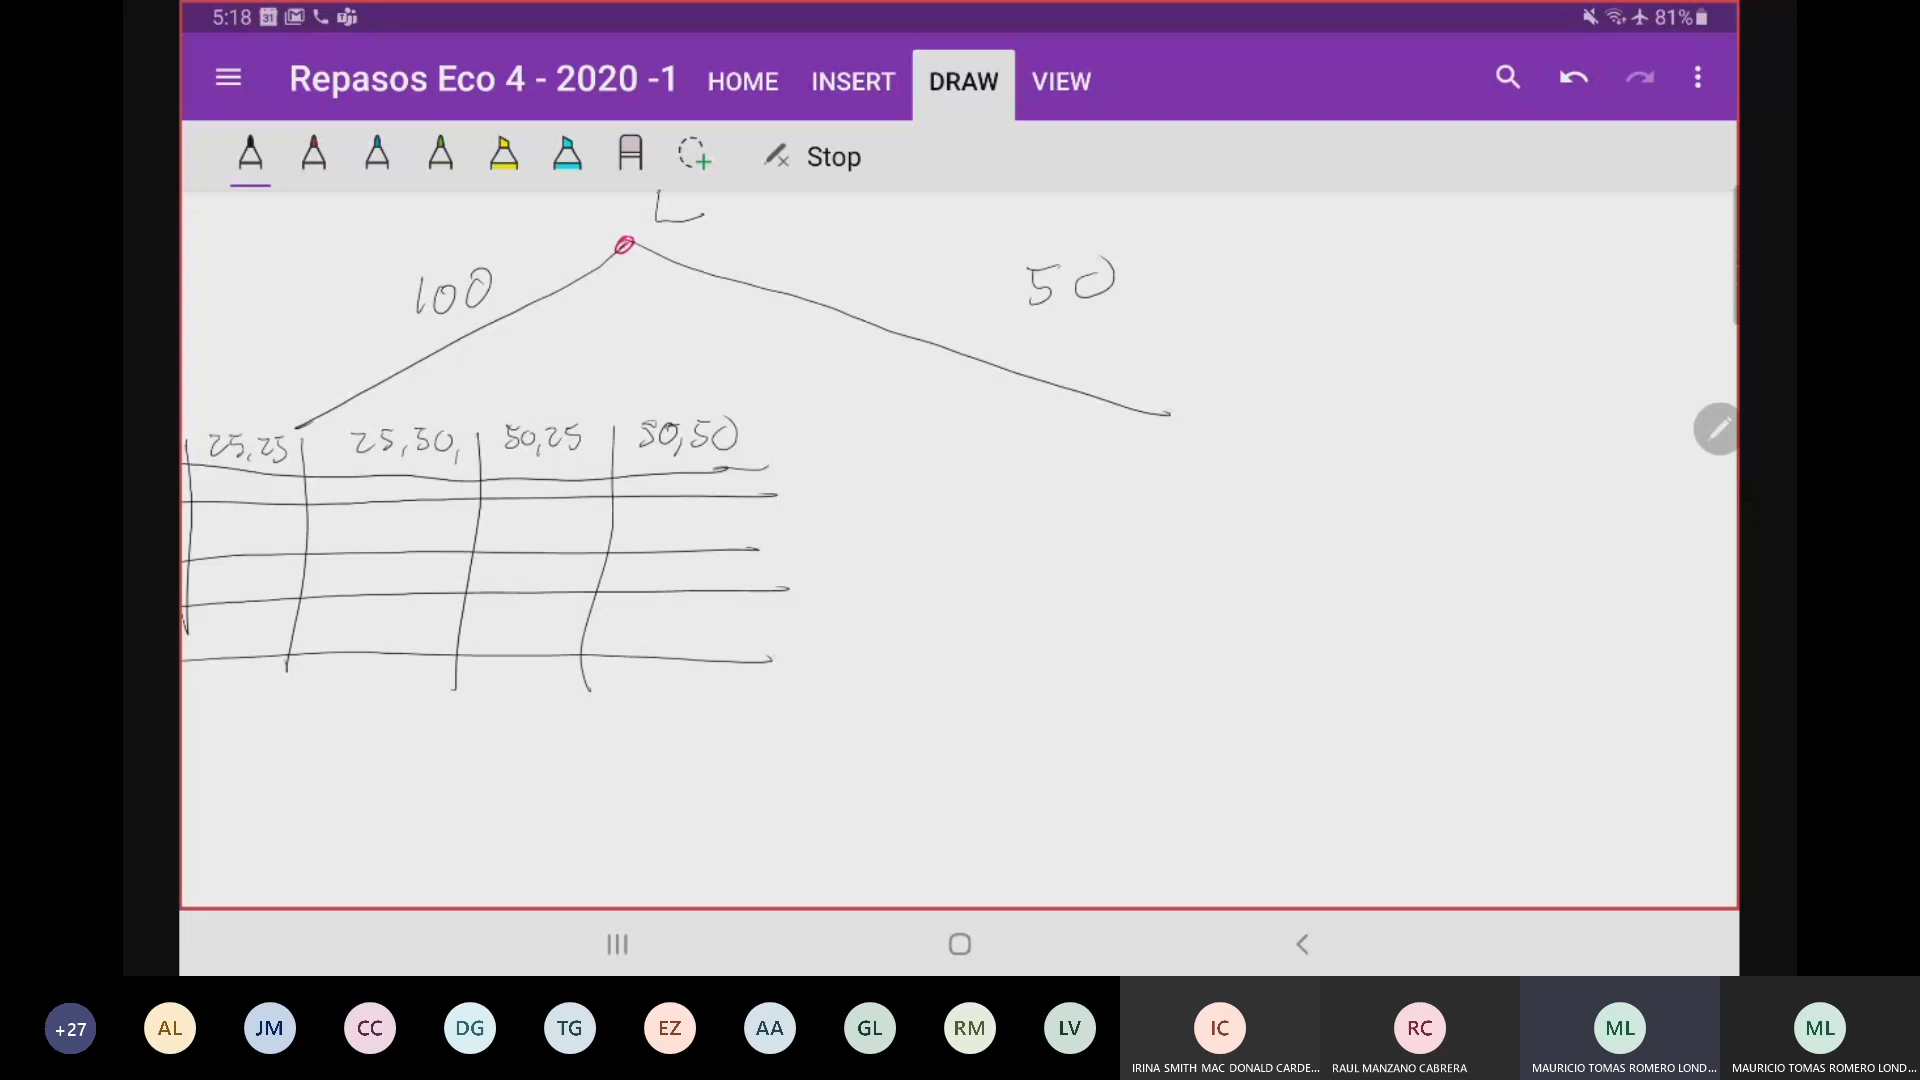 5:18 31 81%
Repasos Eco 4 - 2020 -1 HOME INSERT DRAW VIEW
Stop
L
100 50
25,25 25,50, 50,25 50,50
+27 AL JM CC DG TG EZ AA GL RM LV IC RC ML ML
IRINA SMITH MAC DONALD CARDE... RAUL MANZANO CABRERA MAURICIO TOMAS ROMERO LOND... MAURICIO TOMAS ROMERO LOND...